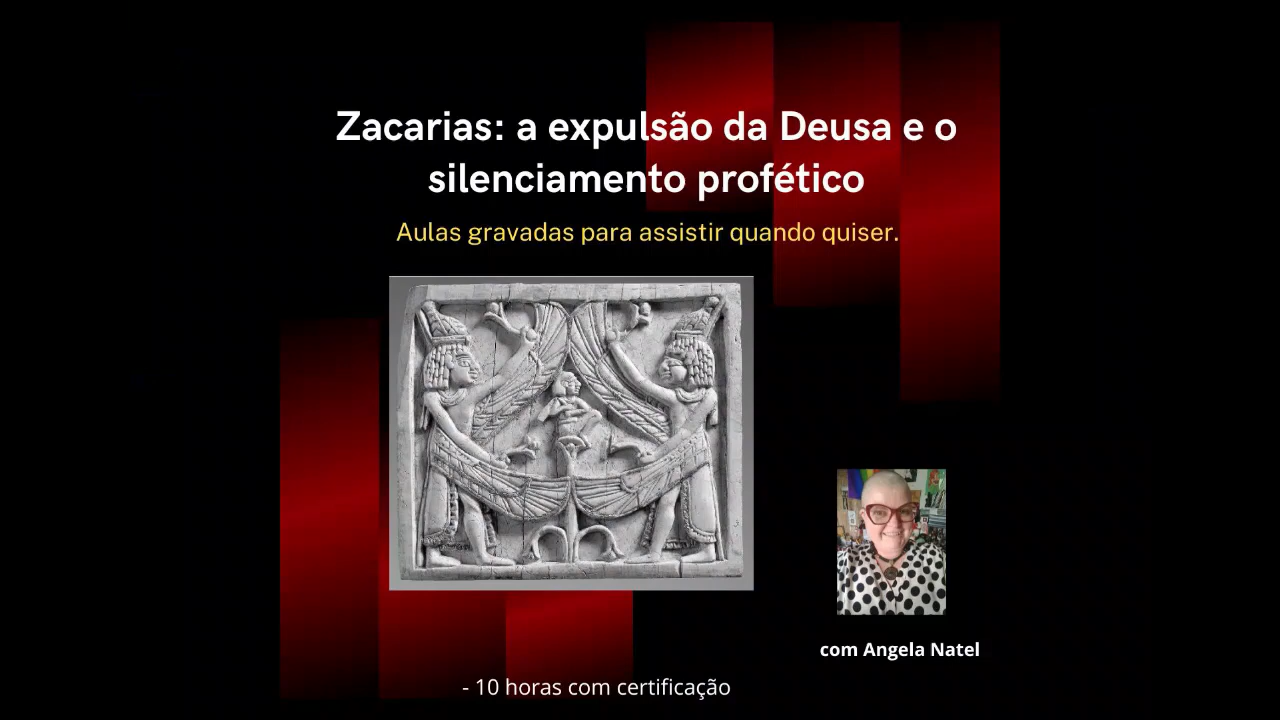 Zacarias: a expulsão da Deusa e o
silenciamento profético
Aulas gravadas para assistir quando quiser.
com Angela Natel
- 10 horas com certificação